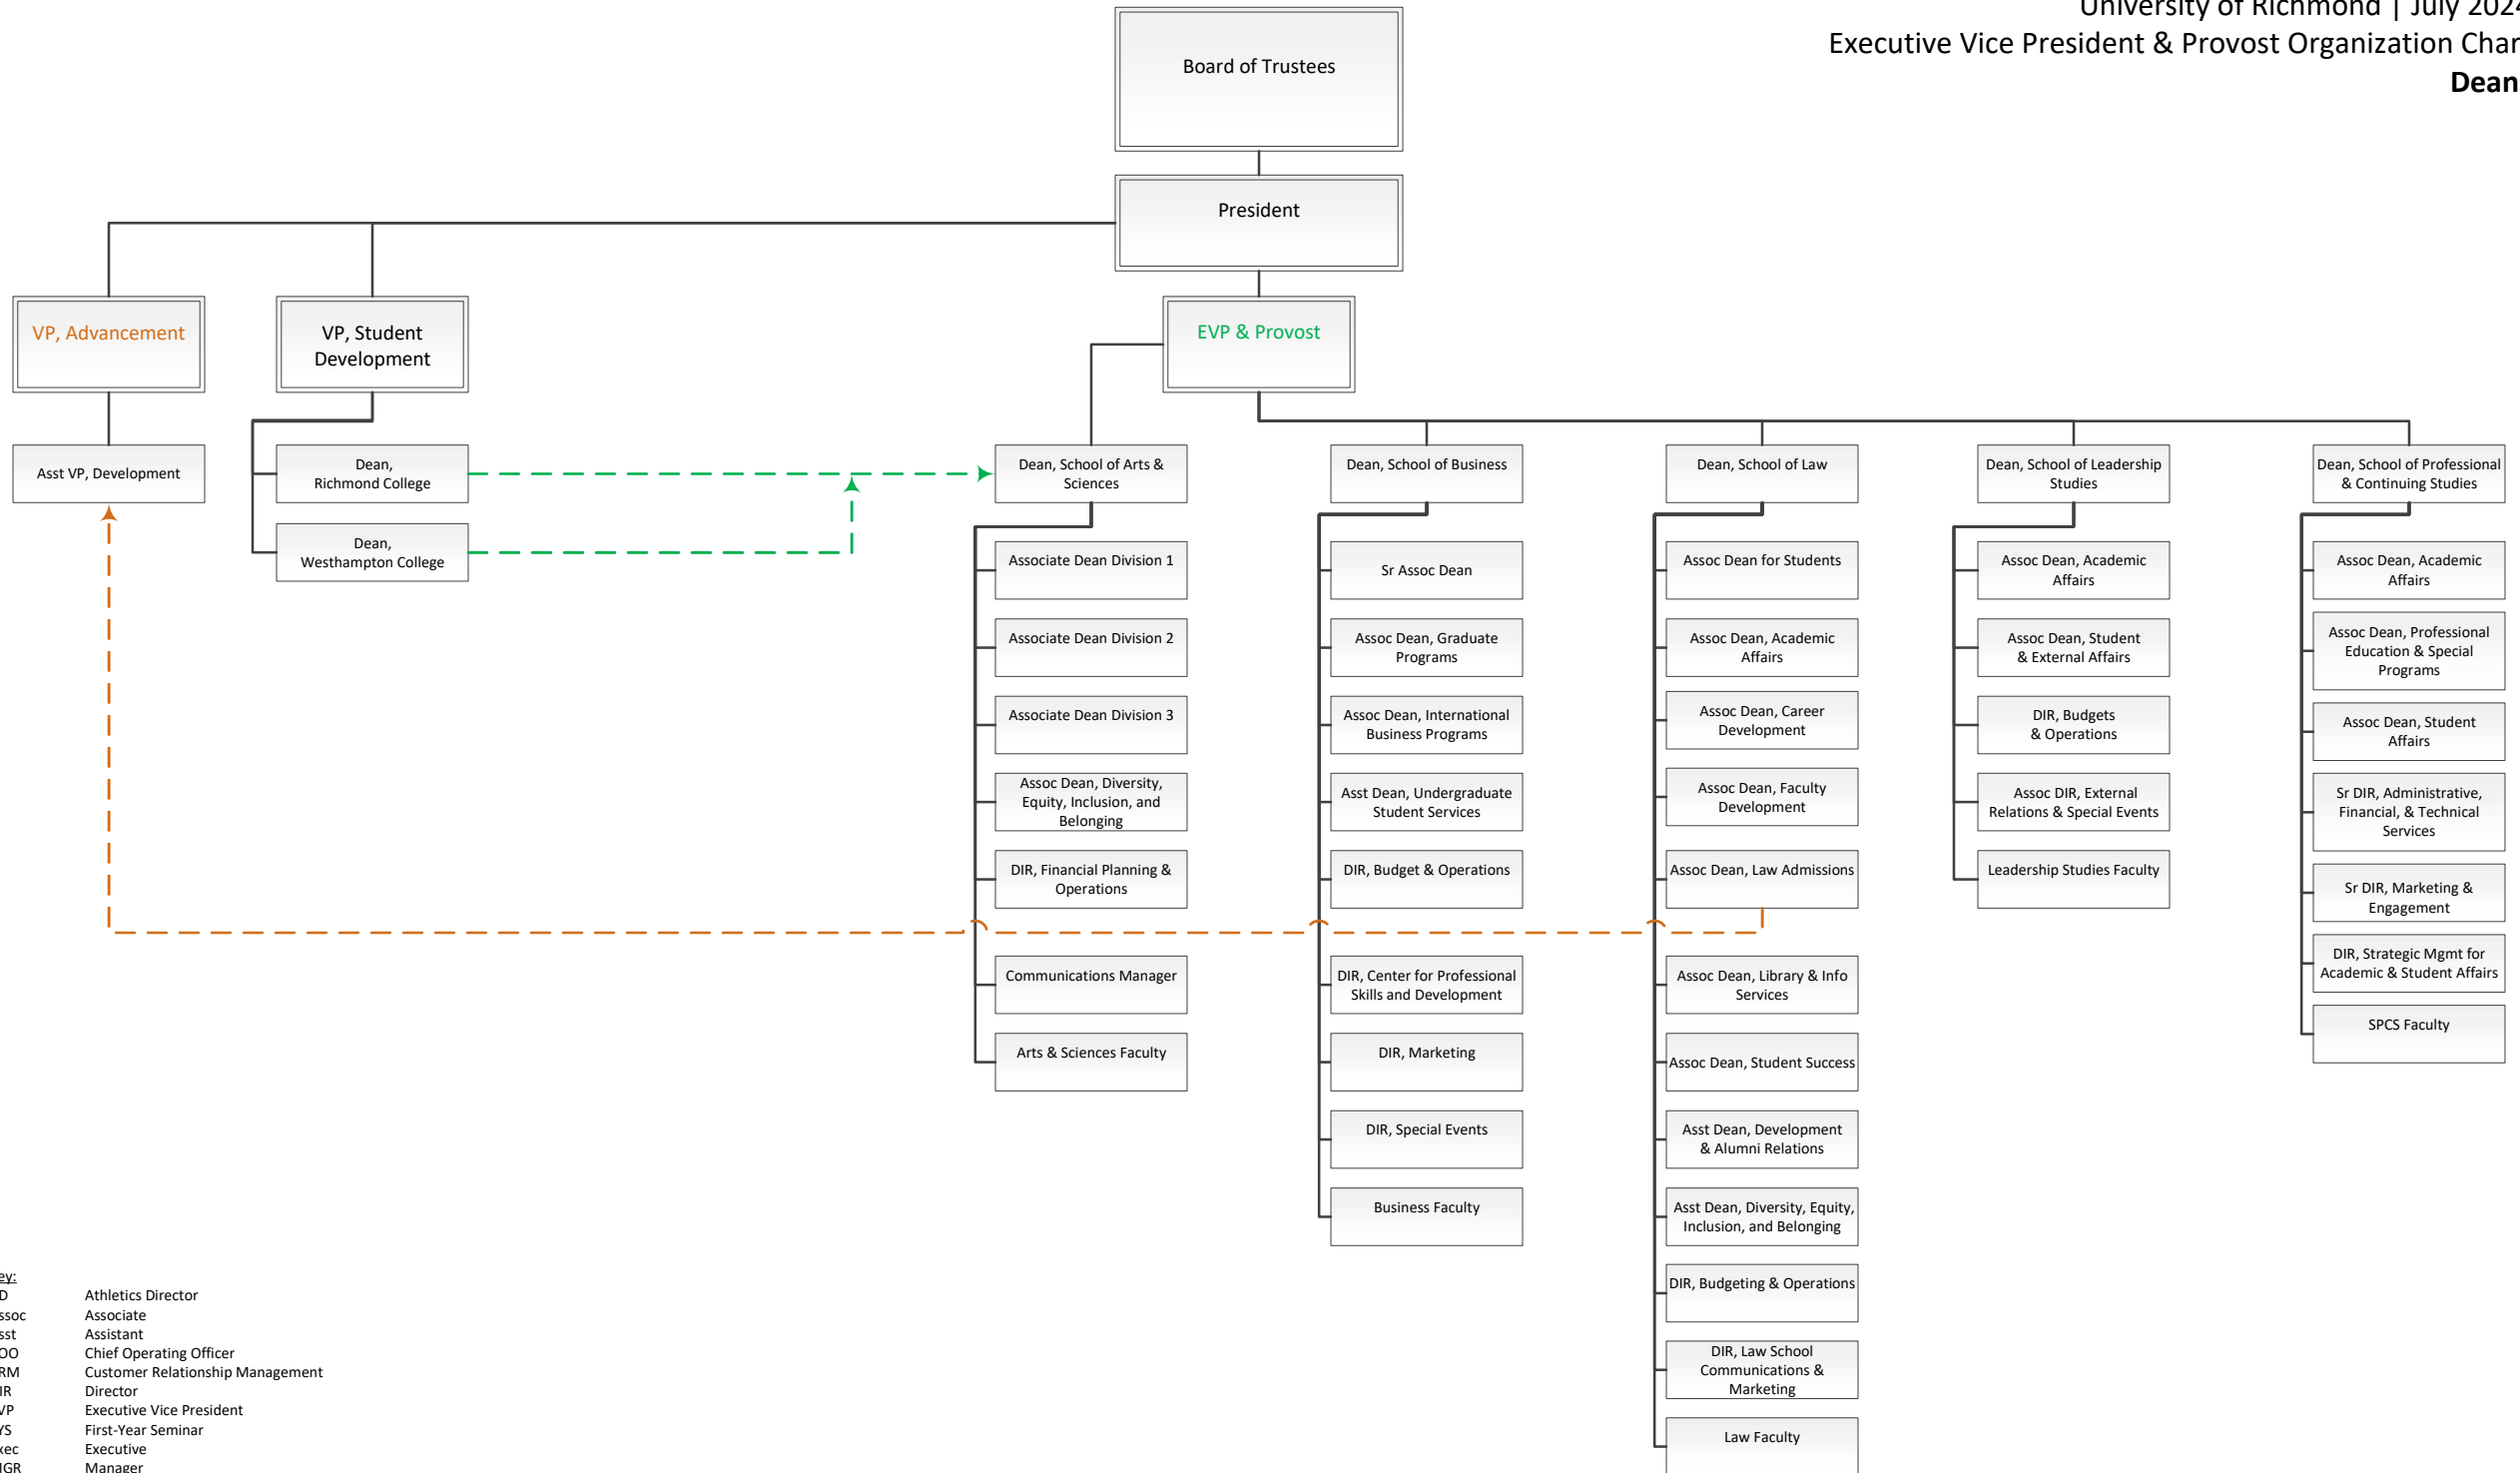 University of Richmond | July 2024
Executive Vice President & Provost Organization Char
Dean
Board of Trustees
President
VP, Advancement
VP, Student
Development
EVP & Provost
Asst VP, Development
Dean,
Richmond College
Dean,
Westhampton College
Dean, School of Arts &
Sciences
Associate Dean Division 1
Associate Dean Division 2
Associate Dean Division 3
Assoc Dean, Diversity,
Equity, Inclusion, and
Belonging
DIR, Financial Planning &
Operations
Communications Manager
Arts & Sciences Faculty
Dean, School of Business
Sr Assoc Dean
Assoc Dean, Graduate
Programs
Assoc Dean, International
Business Programs
Asst Dean, Undergraduate
Student Services
DIR, Budget & Operations
DIR, Center for Professional
Skills and Development
DIR, Marketing
DIR, Special Events
Business Faculty
Dean, School of Law
Assoc Dean for Students
Assoc Dean, Academic
Affairs
Assoc Dean, Career
Development
Assoc Dean, Faculty
Development
Assoc Dean, Law Admissions
Assoc Dean, Library & Info
Services
Assoc Dean, Student Success
Asst Dean, Development
& Alumni Relations
Asst Dean, Diversity, Equity,
Inclusion, and Belonging
DIR, Budgeting & Operations
DIR, Law School
Communications &
Marketing
Law Faculty
Dean, School of Leadership
Studies
Assoc Dean, Academic
Affairs
Assoc Dean, Student
& External Affairs
DIR, Budgets
& Operations
Assoc DIR, External
Relations & Special Events
Leadership Studies Faculty
Dean, School of Professional
& Continuing Studies
Assoc Dean, Academic
Affairs
Assoc Dean, Professional
Education & Special
Programs
Assoc Dean, Student
Affairs
Sr DIR, Administrative,
Financial, & Technical
Services
Sr DIR, Marketing &
Engagement
DIR, Strategic Mgmt for
Academic & Student Affairs
SPCS Faculty
ey:
D Athletics Director
ssoc Associate
sst Assistant
OO Chief Operating Officer
RM Customer Relationship Management
IR Director
VP Executive Vice President
YS First-Year Seminar
xec Executive
GR Manager